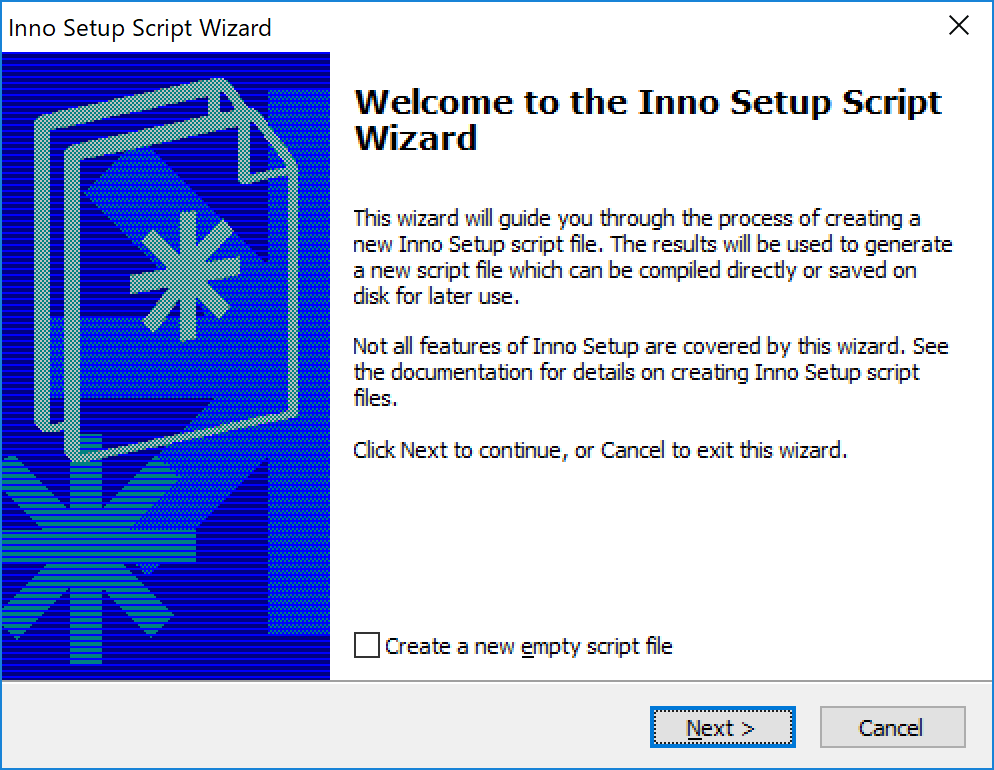 Inno Setup Script Wizard
Welcome to the Inno Setup Script
Wizard
This wizard will guide you through the process of creating a
new Inno Setup script file. The results will be used to generate
a new script file which can be compiled directly or saved on
disk for later use.
Not all features of Inno Setup are covered by this wizard. See
the documentation for details on creating Inno Setup script
files.
Click Next to continue, or Cancel to exit this wizard.
Create a new empty script file
Next >
Cancel